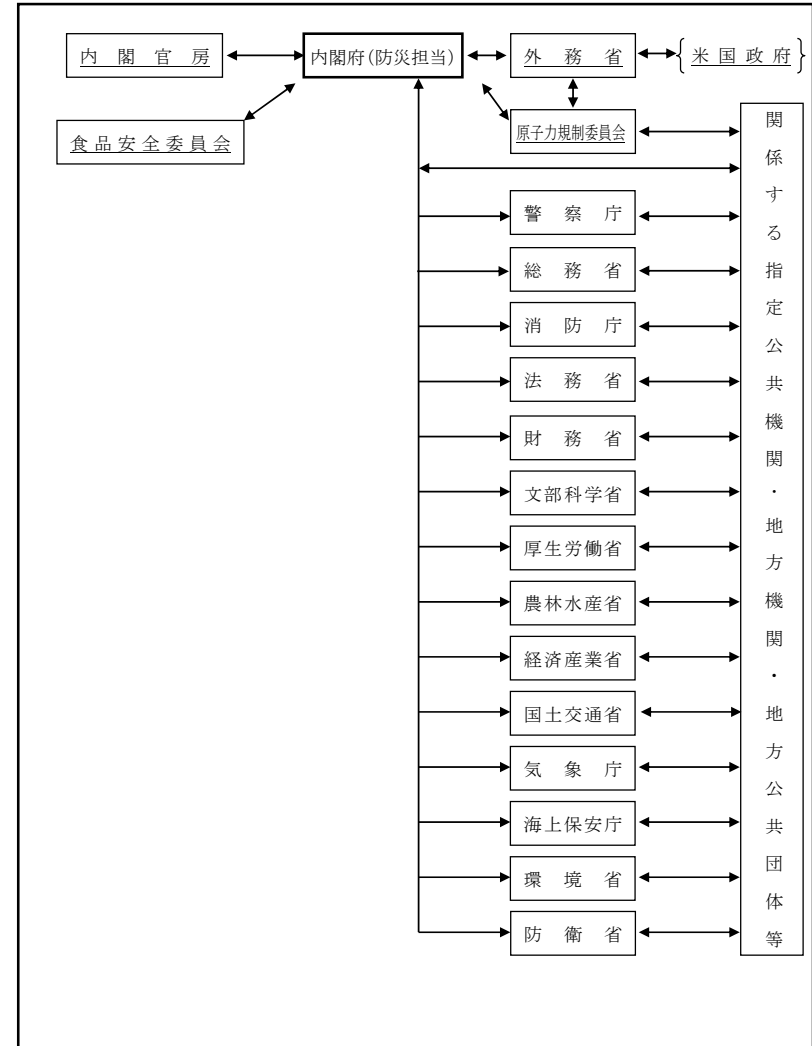 内閣官房
内閣府(防災担当)
外務省
{米国政府}
食品安全委員会
原子力規制委員会
警察庁
総務省
消防庁
法務省
財務省
文部科学省
厚生労働省
農林水産省
経済産業省
国土交通省
気象庁
海上保安庁
環境省
防衛省
関係する指定公共機関・地方機関・地方公共団体等